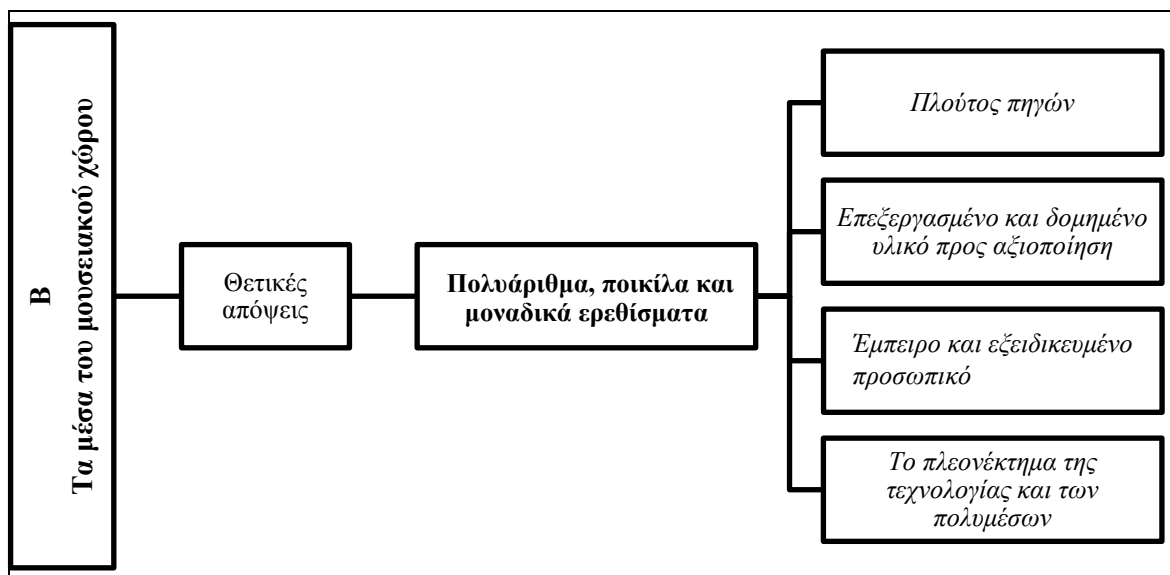 Β
Τα μέσα του μουσειακού χώρου
Θετικές
απόψεις
Πολυάριθμα, ποικίλα και
μοναδικά ερεθίσματα
Πλούτος πηγών
Επεξεργασμένο και δομημένο
υλικό προς αξιοποίηση
Έμπειρο και εξειδικευμένο
προσωπικό
Το πλεονέκτημα της
τεχνολογίας και των
πολυμέσων